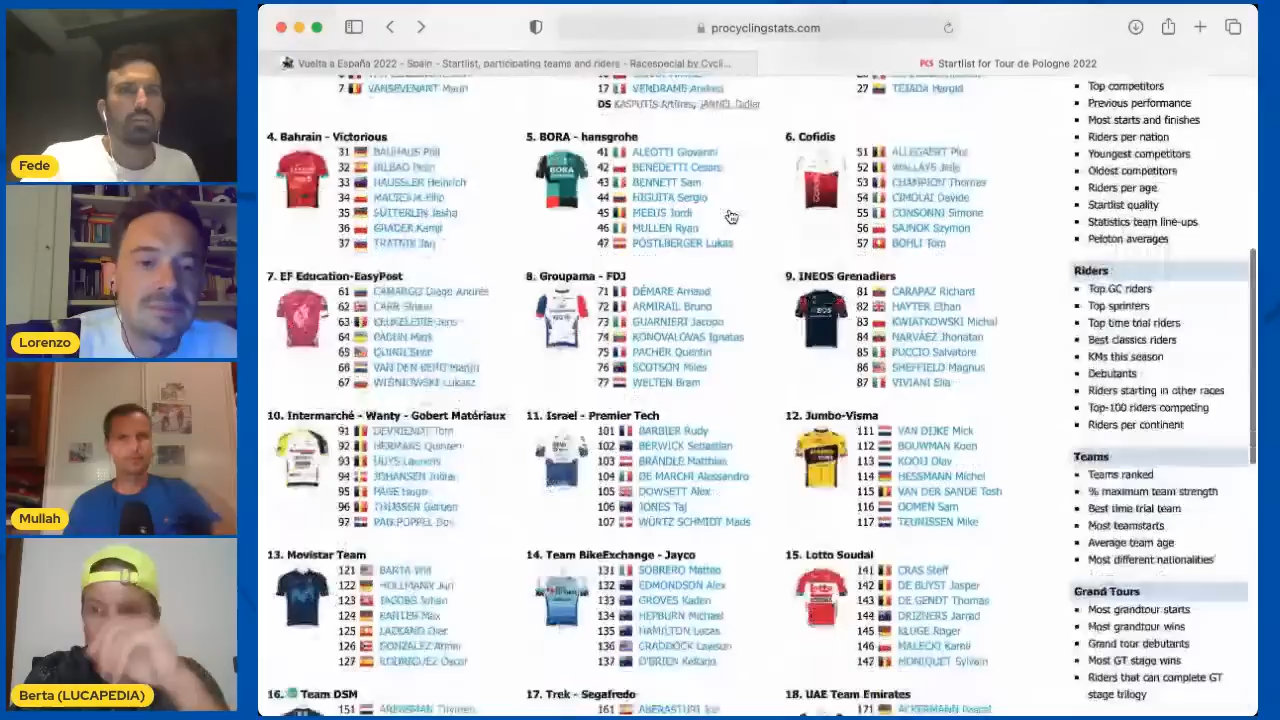 procyclingstats.com
Vuelta a España 2022 - Spain - Startlist, participating teams and riders - Racespecial by Cycli...
PCS Startlist for Tour de Pologne 2022
Fede
Lorenzo
Mullah
Berta (LUCAPEDIA)
7 VANSEVENANT Mauri
17 VENDRAME Andrea
DS
27 TEJADA Harold
4. Bahrain - Victorious
31 BAUHAUS Phil
32 BILBAO
33 HAUSSLER Heinrich
34
35 SÜTTERLIN Jasha
36 GRADEK Kamil
37 TRATNIK Jan
5. BORA - hansgrohe
41 ALEOTTI Giovanni
42 BENEDETTI Cesare
43 BENNETT Sam
44 HIGUITA Sergio
45 MEEUS Jordi
46 MULLEN Ryan
47 PÖSTLBERGER Lukas
6. Cofidis
51 ALLEGAERT Piet
52 WALLAYS Jelle
53 CHAMPION Thomas
54 CIMOLAI Davide
55 CONSONNI Simone
56 SAJNOK Szymon
57 BOHLI Tom
7. EF Education-EasyPost
61 CAMARGO Diego Andrés
62 CARR Simon
63
64
65
66 VAN DEN BERG Marijn
67 WIŚNIOWSKI Łukasz
8. Groupama - FDJ
71 DÉMARE Arnaud
72 ARMIRAIL Bruno
73 GUARNIERI Jacopo
74 KONOVALOVAS Ignatas
75 PACHER Quentin
76 SCOTSON Miles
77 WELTEN Bram
9. INEOS Grenadiers
81 CARAPAZ Richard
82 HAYTER Ethan
83 KWIATKOWSKI Michał
84 NARVÁEZ Jhonatan
85 PUCCIO Salvatore
86 SHEFFIELD Magnus
87 VIVIANI Elia
10. Intermarché - Wanty - Gobert Matériaux
91 DEVRIENDT Tom
92 HERMANS Quinten
93 HUYS Laurens
94 JOHANSEN Julius
95 PAGE Hugo
96 THIJSSEN Gerben
97
11. Israel - Premier Tech
101 BARBIER Rudy
102 BERWICK Sebastian
103 BRÄNDLE Matthias
104 DE MARCHI Alessandro
105 DOWSETT Alex
106 JONES Taj
107 WÜRTZ SCHMIDT Mads
12. Jumbo-Visma
111 VAN DIJKE Mick
112 BOUWMAN Koen
113 KOOIJ Olav
114 HESSMANN Michel
115 VAN DER SANDE Tosh
116 OOMEN Sam
117 TEUNISSEN Mike
13. Movistar Team
121 BARTA Will
122 HOLLMANN Juri
123 JACOBS Johan
124 KANTER Max
125 LAZKANO Oier
126 GONZÁLEZ
127 RODRÍGUEZ Óscar
14. Team BikeExchange - Jayco
131 SOBRERO Matteo
132 EDMONDSON Alex
133 GROVES Kaden
134 HEPBURN Michael
135 HAMILTON Lucas
136 CRADDOCK Lawson
137 O'BRIEN Kelland
15. Lotto Soudal
141 CRAS Steff
142 DE BUYST Jasper
143 DE GENDT Thomas
144 DRIZNERS Jarrad
145 KLUGE Roger
146 MAŁECKI Kamil
147 MONIQUET Sylvain
16. Team DSM
151 ARENSMAN Thymen
17. Trek - Segafredo
161 ABERASTURI
18. UAE Team Emirates
171 ACKERMANN Pascal
Top competitors
Previous performance
Most starts and finishes
Riders per nation
Youngest competitors
Oldest competitors
Riders per age
Startlist quality
Statistics team line-ups
Peloton averages
Riders
Top GC riders
Top sprinters
Top time trial riders
Best classics riders
KMs this season
Debutants
Riders starting in other races
Top-100 riders competing
Riders per continent
Teams
Teams ranked
% maximum team strength
Best time trial team
Most teamstarts
Average team age
Most different nationalities
Grand Tours
Most grandtour starts
Most grandtour wins
Grand tour debutants
Most GT stage wins
Riders that can complete GT
stage trilogy